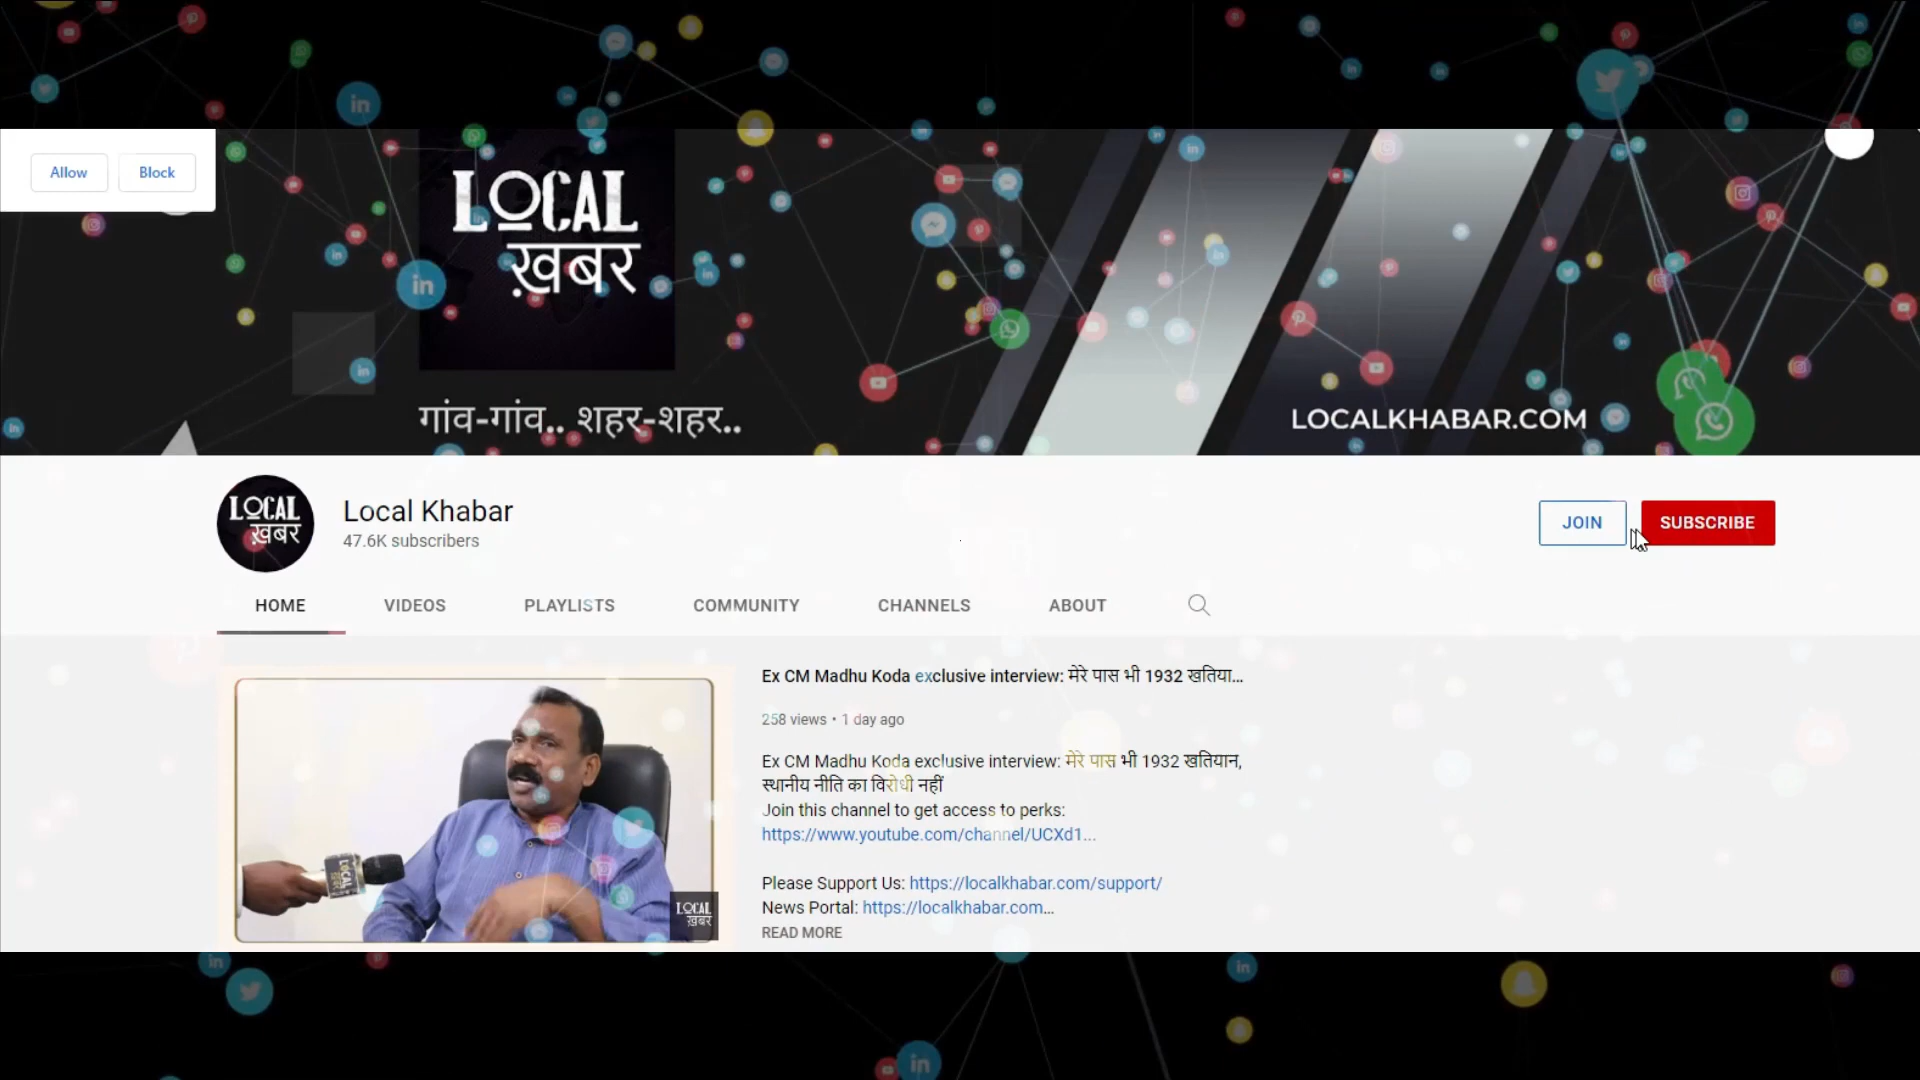 Allow
Block
LOCAL
ख़बर
गांव-गांव.. शहर-शहर..
LOCALKHABAR.COM
LOCAL
ख़बर
Local Khabar
47.6K subscribers
JOIN
SUBSCRIBE
HOME
VIDEOS
PLAYLISTS
COMMUNITY
CHANNELS
ABOUT
Ex CM Madhu Koda exclusive interview: मेरे पास भी 1932 खतिया...
258 views • 1 day ago
Ex CM Madhu Koda exclusive interview: मेरे पास भी 1932 खतियान,
स्थानीय नीति का विरोधी नहीं
Join this channel to get access to perks:
https://www.youtube.com/channel/UCXd1...
Please Support Us: https://localkhabar.com/support/
News Portal: https://localkhabar.com...
READ MORE
LOCAL
ख़बर
LOCAL
ख़बर